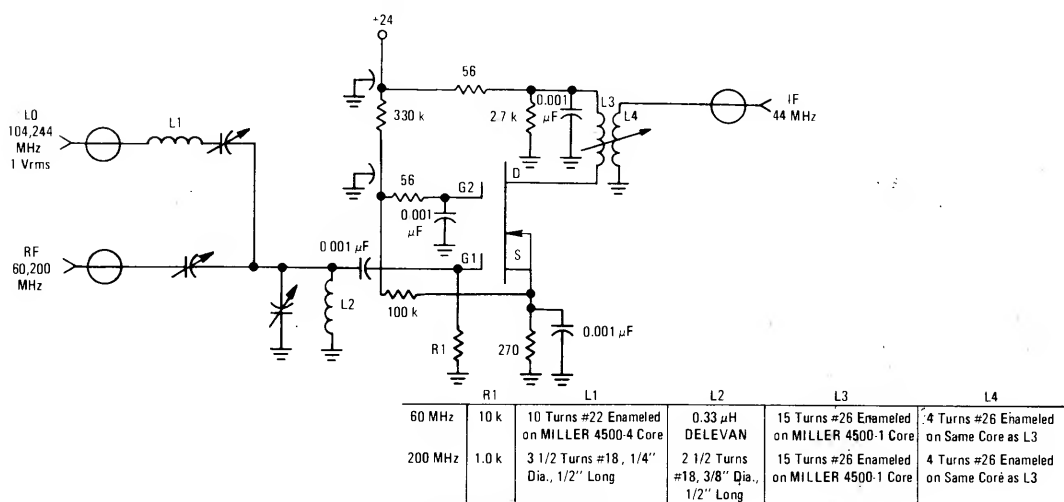 +24
56
LO
104,244
MHz
1 Vrms
L1
330 k
2.7 k
0.001
µF
L3
L4
IF
44 MHz
D
56
G2
0 001
µF
RF
60,200
MHz
0 001 µF
G1
S
L2
100 k
R1
270
0.001 µF
R1 L1 L2 L3 L4
60 MHz 10 k 10 Turns #22 Enameled 0.33 µH 15 Turns #26 Enameled 4 Turns #26 Enameled
on MILLER 4500-4 Core DELEVAN on MILLER 4500-1 Core on Same Core as L3
200 MHz 1.0 k 3 1/2 Turns #18, 1/4" 2 1/2 Turns 15 Turns #26 Enameled 4 Turns #26 Enameled
Dia., 1/2" Long #18, 3/8" Dia., on MILLER 4500-1 Core on Same Core as L3
1/2" Long